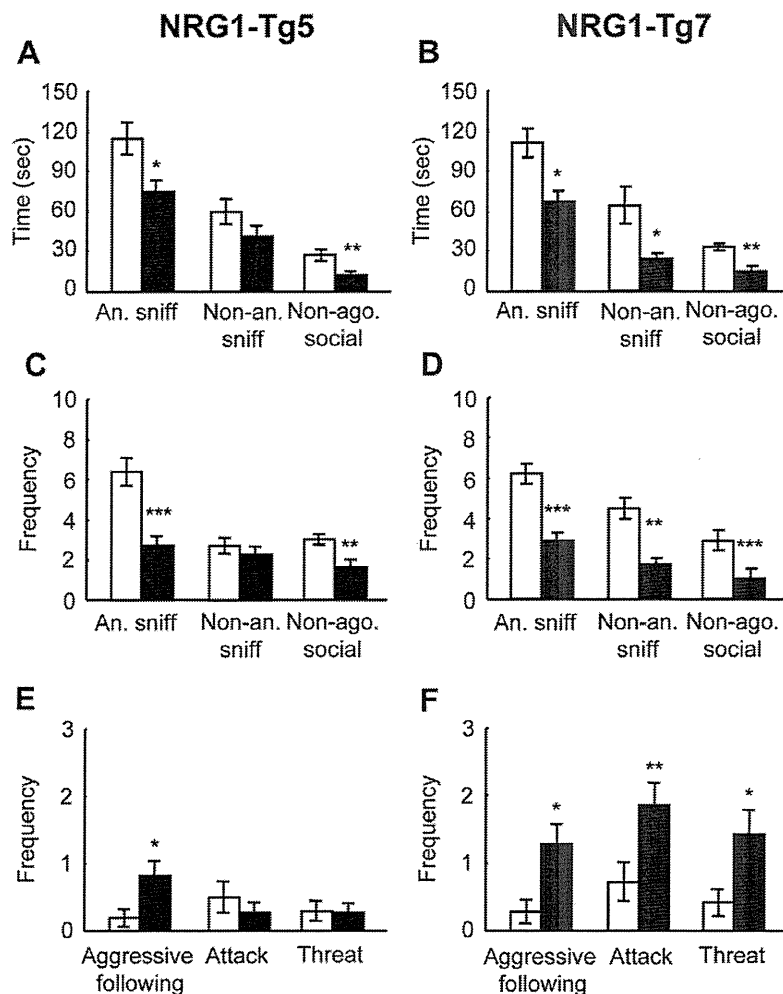 NRG1-Tg5
NRG1-Tg7
A
Time (sec)
150
120
90
60
30
0
*
**
An. sniff
Non-an. sniff
Non-ago. social
B
Time (sec)
150
120
90
60
30
0
*
*
**
An. sniff
Non-an. sniff
Non-ago. social
C
Frequency
10
8
6
4
2
0
***
**
An. sniff
Non-an. sniff
Non-ago. social
D
Frequency
10
8
6
4
2
0
***
**
***
An. sniff
Non-an. sniff
Non-ago. social
E
Frequency
3
2
1
0
*
Aggressive following
Attack
Threat
F
Frequency
3
2
1
0
*
**
*
Aggressive following
Attack
Threat